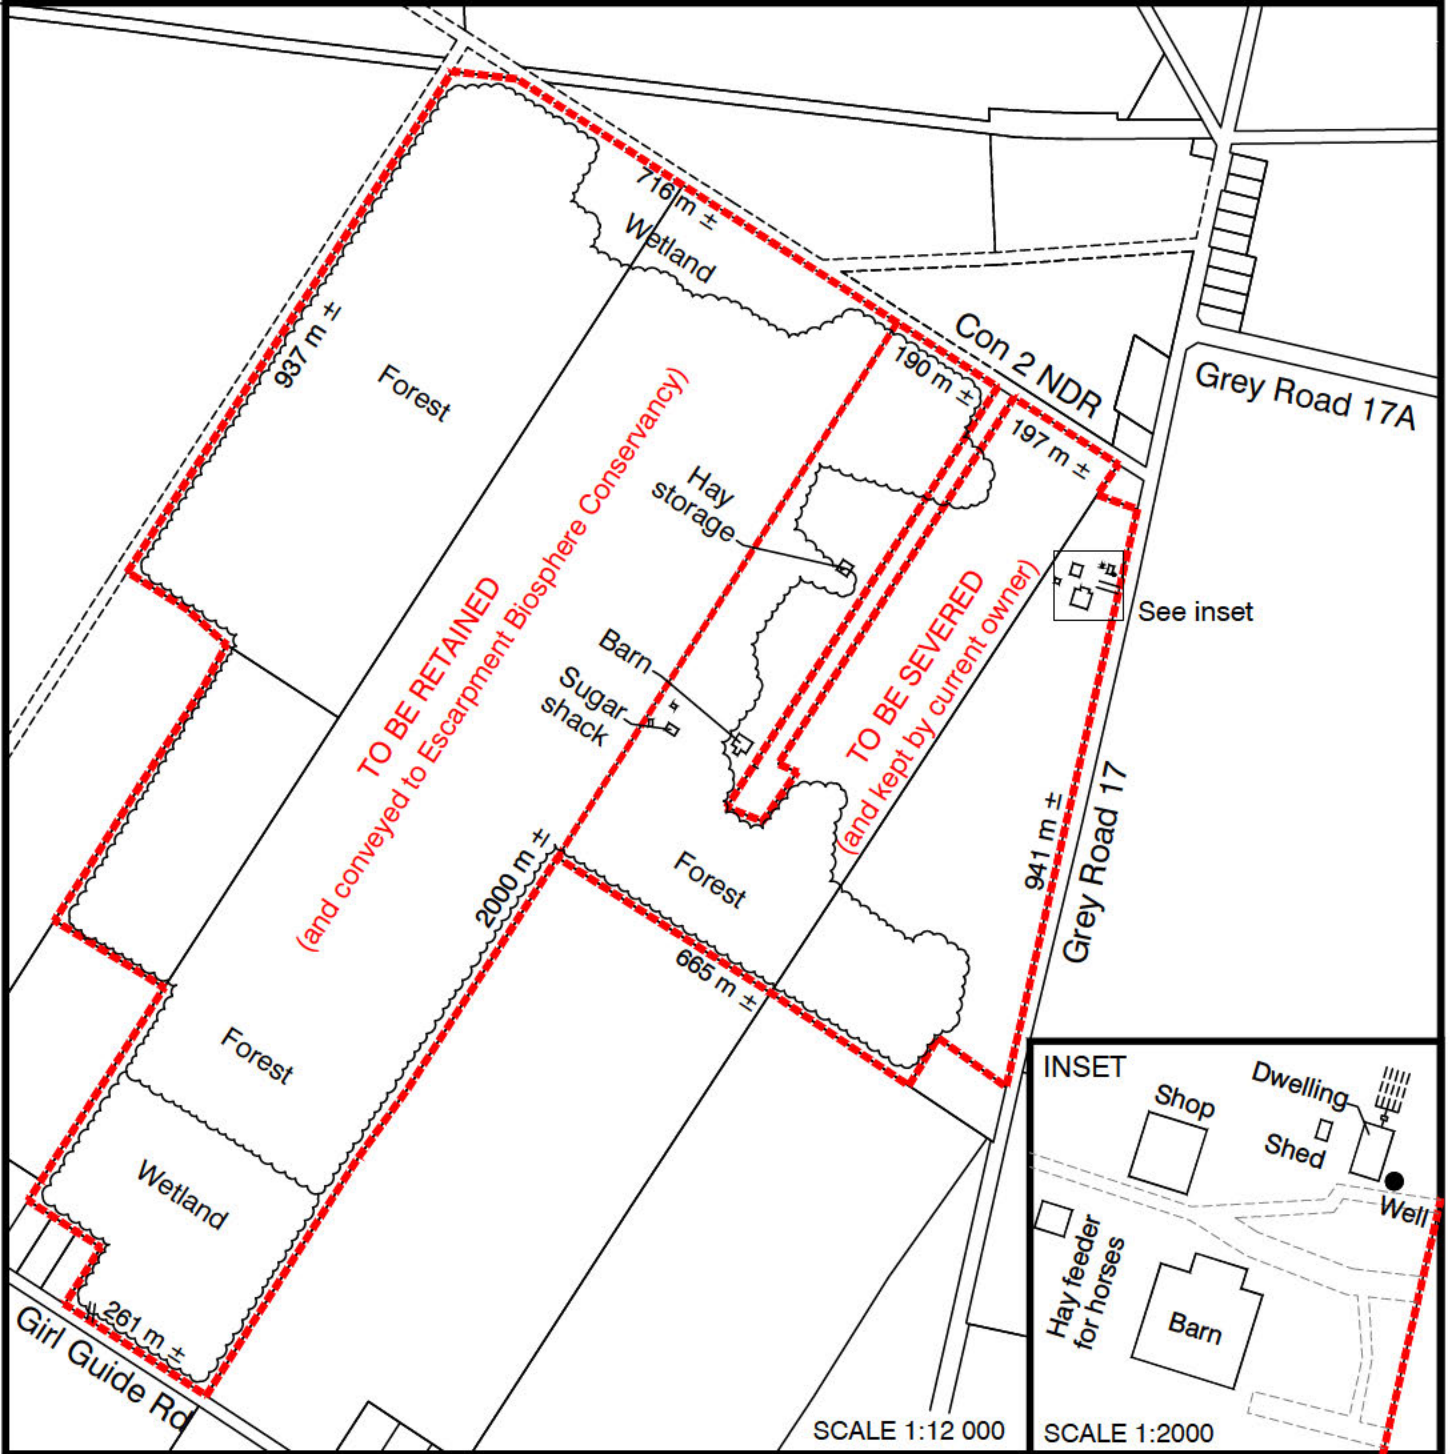 716 m ±
Wetland
937 m ±
Forest
Con 2 NDR
190 m ±
197 m ±
Grey Road 17A
Hay
storage
See inset
TO BE RETAINED
(and conveyed to Escarpment Biosphere Conservancy)
TO BE SEVERED
(and kept by current owner)
Barn
Sugar
shack
2000 m ±
Forest
941 m ±
Grey Road 17
665 m ±
Forest
Wetland
261 m ±
Girl Guide Rd
SCALE 1:12 000
INSET
Shop
Dwelling
Shed
Well
Hay feeder
for horses
Barn
SCALE 1:2000